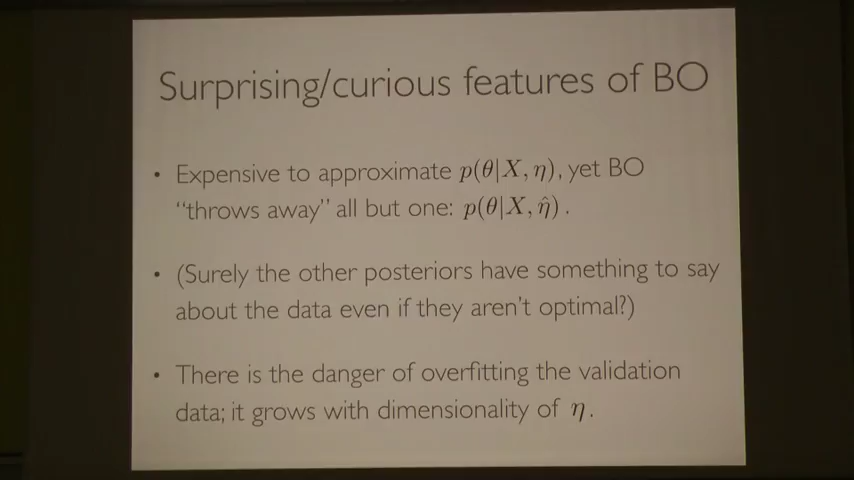 Surprising/curious features of BO
• Expensive to approximate p(θ|X, η), yet BO
"throws away" all but one: p(θ|X, η̂) .
• (Surely the other posteriors have something to say
about the data even if they aren't optimal?)
• There is the danger of overfitting the validation
data; it grows with dimensionality of η.